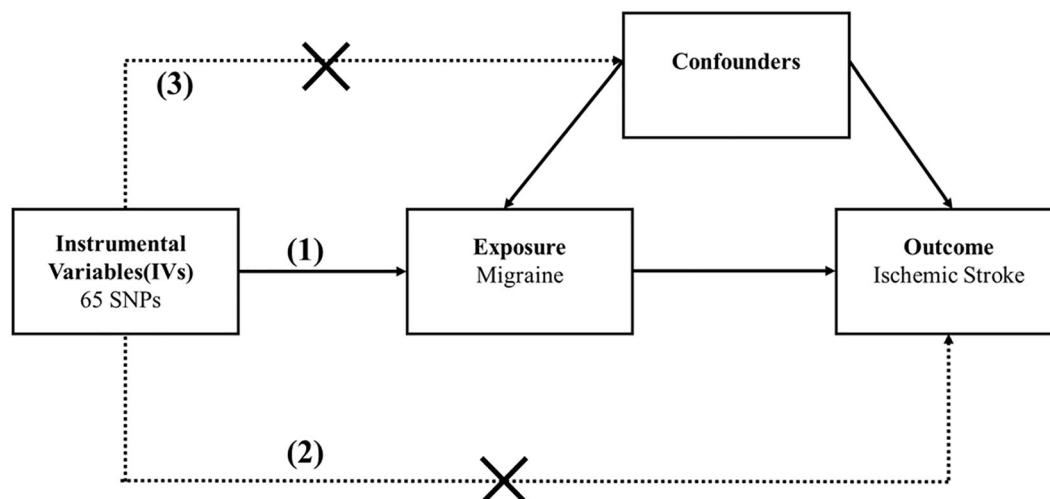 Confounders
(3)
Instrumental
Variables(IVs)
65 SNPs
(1)
Exposure
Migraine
Outcome
Ischemic Stroke
(2)